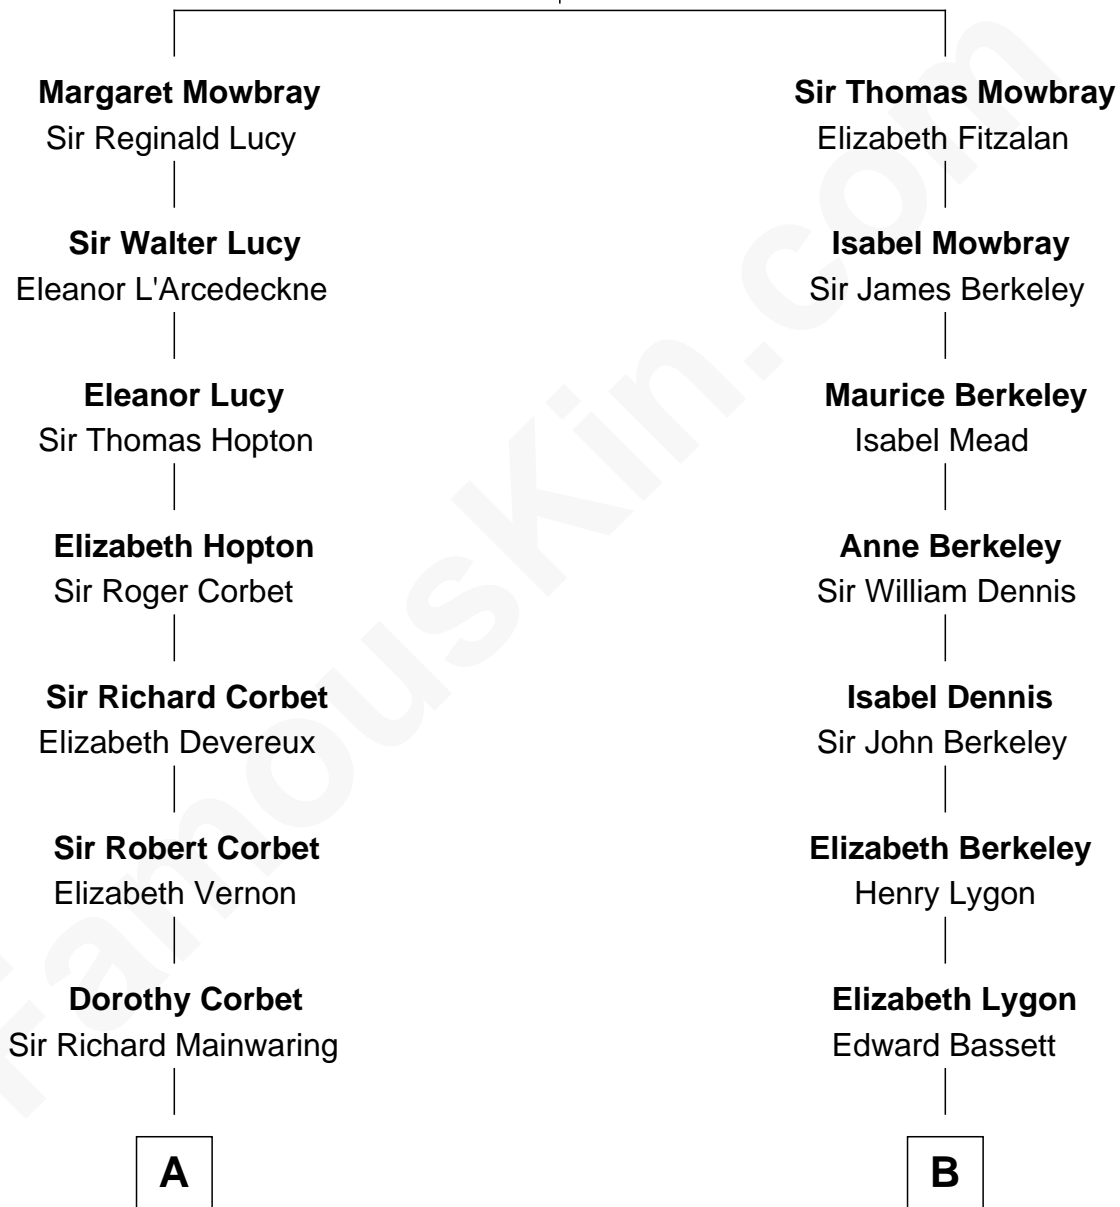 Margaret Mowbray
Sir Reginald Lucy
Sir Walter Lucy
Eleanor L'Arcedeckne
Eleanor Lucy
Sir Thomas Hopton
Elizabeth Hopton
Sir Roger Corbet
Sir Richard Corbet
Elizabeth Devereux
Sir Robert Corbet
Elizabeth Vernon
Dorothy Corbet
Sir Richard Mainwaring
A
Sir Thomas Mowbray
Elizabeth Fitzalan
Isabel Mowbray
Sir James Berkeley
Maurice Berkeley
Isabel Mead
Anne Berkeley
Sir William Dennis
Isabel Dennis
Sir John Berkeley
Elizabeth Berkeley
Henry Lygon
Elizabeth Lygon
Edward Bassett
B
FamousKin.com